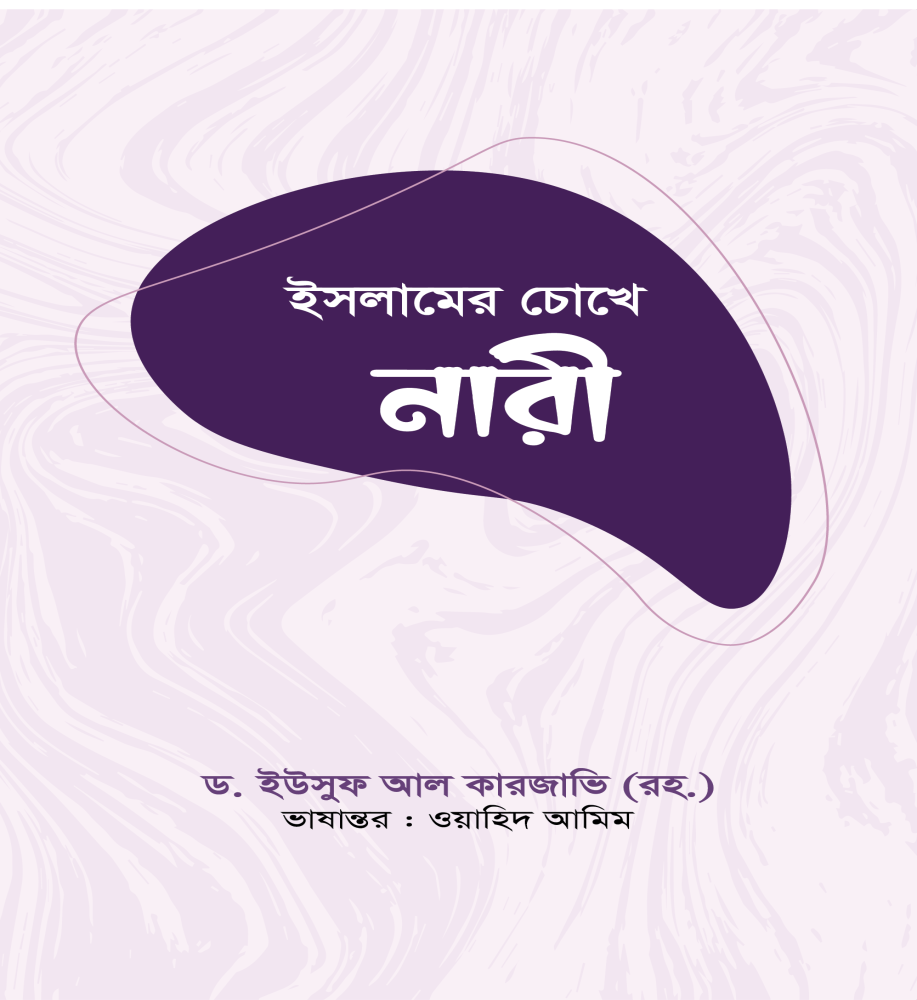 ইসলামের চোখে
নারী
ড. ইউসুফ আল কারজাভি (রহ.)
ভাষান্তর : ওয়াহিদ আমিম